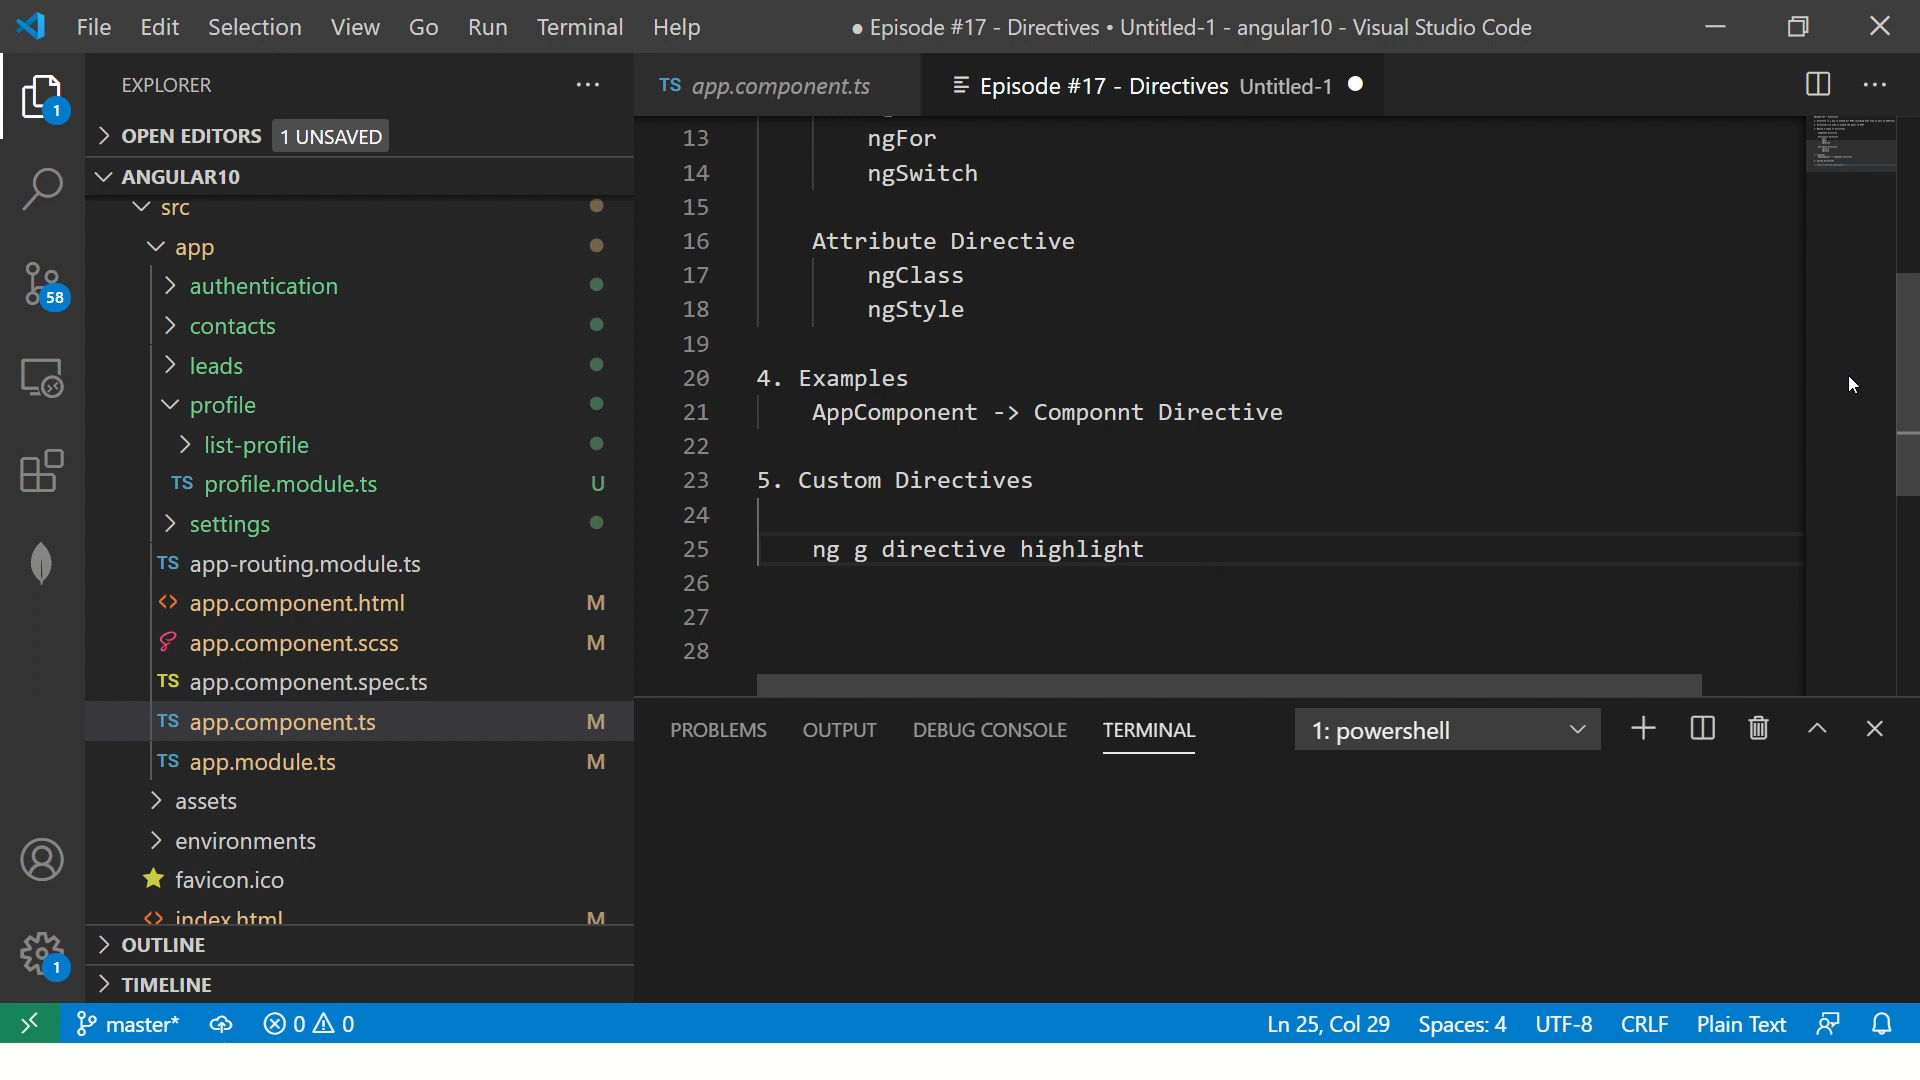 File Edit Selection View Go Run Terminal Help
● Episode #17 - Directives • Untitled-1 - angular10 - Visual Studio Code
EXPLORER
OPEN EDITORS 1 UNSAVED
ANGULAR10
src
app
authentication
contacts
leads
profile
list-profile
TS profile.module.ts U
settings
TS app-routing.module.ts
<> app.component.html M
app.component.scss M
TS app.component.spec.ts
TS app.component.ts M
TS app.module.ts M
assets
environments
favicon.ico
<> index.html M
OUTLINE
TIMELINE
1
58
1
TS app.component.ts
Episode #17 - Directives Untitled-1
13 ngFor
14 ngSwitch
15
16 Attribute Directive
17 ngClass
18 ngStyle
19
20 4. Examples
21 AppComponent -> Componnt Directive
22
23 5. Custom Directives
24
25 ng g directive highlight
26
27
28
PROBLEMS OUTPUT DEBUG CONSOLE TERMINAL 1: powershell
master* 0 0 Ln 25, Col 29 Spaces: 4 UTF-8 CRLF Plain Text